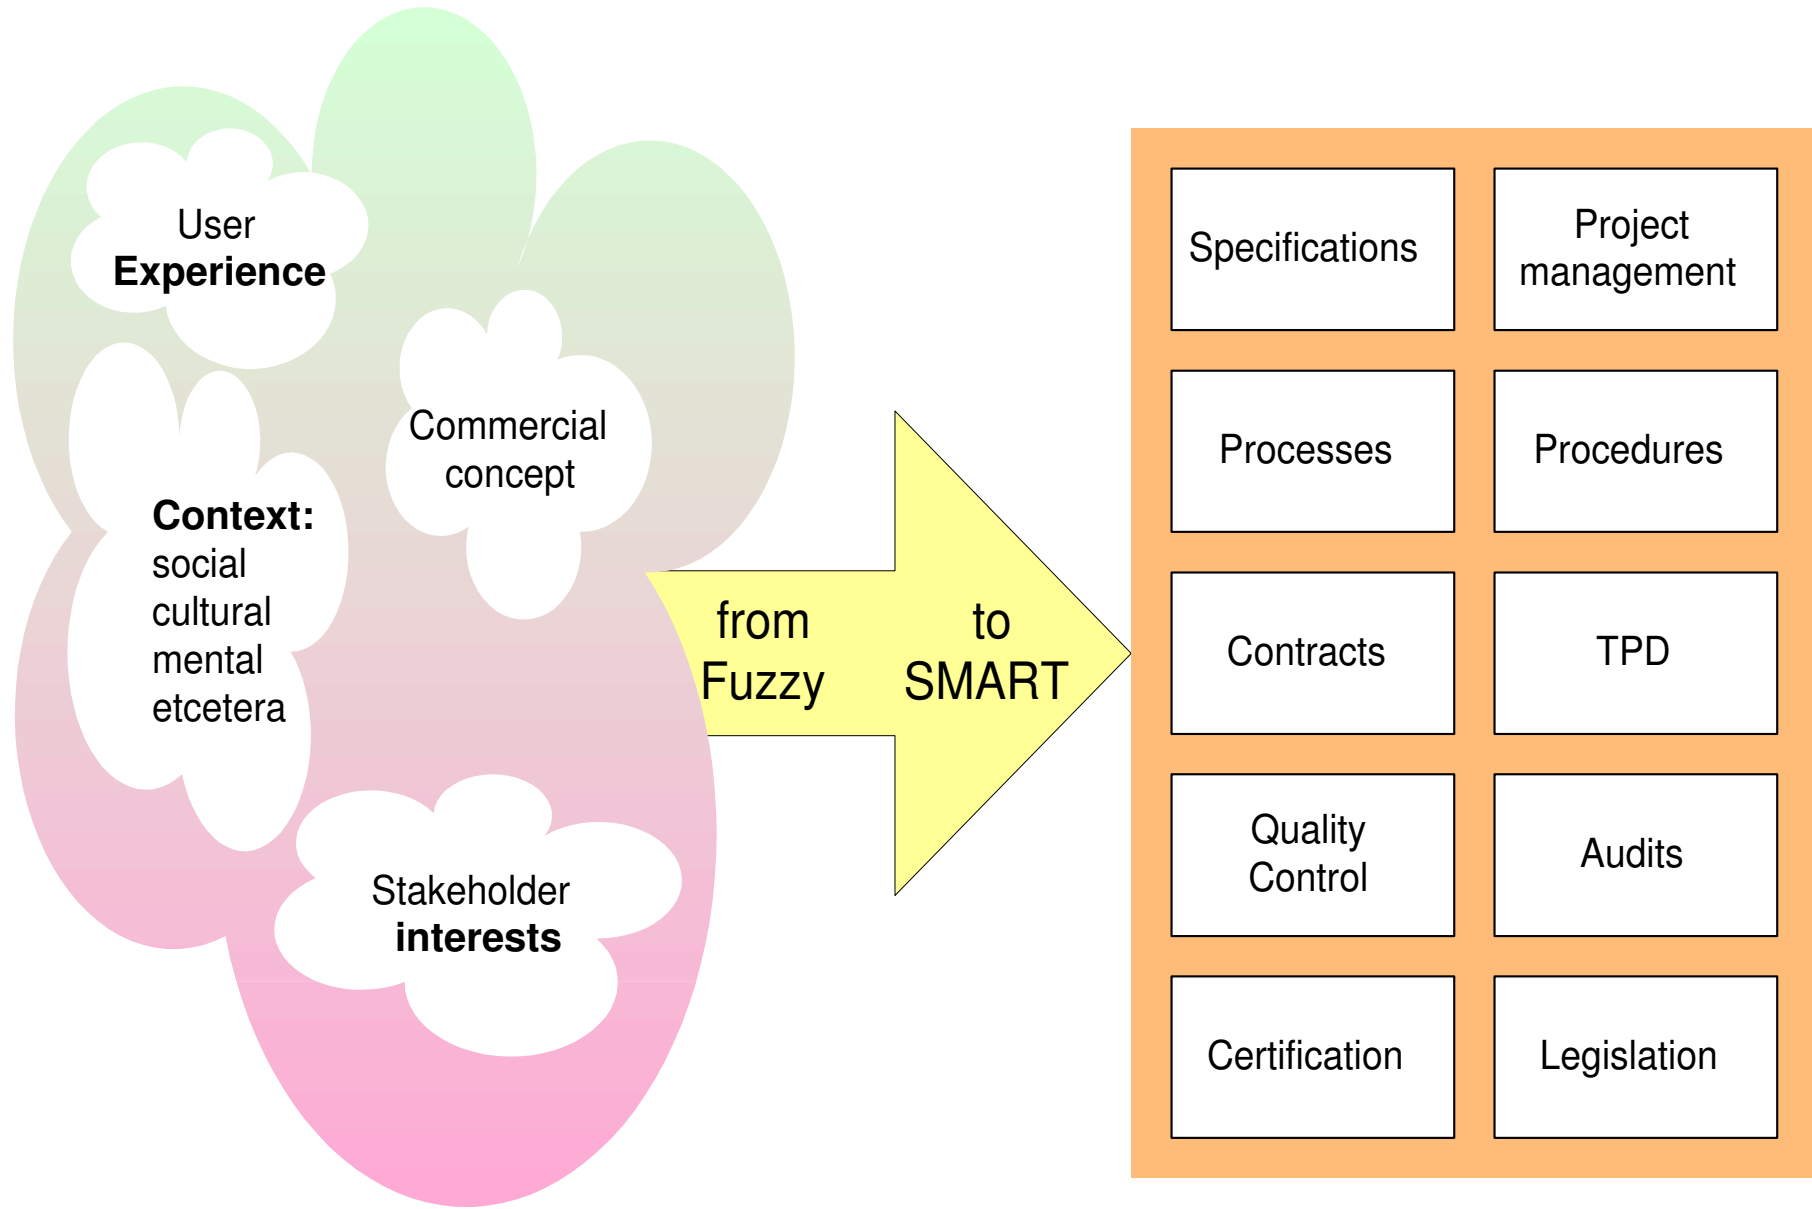 User
Experience
Commercial
concept
Context:
social
cultural
mental
etcetera
Stakeholder
interests
from
Fuzzy
to
SMART
Specifications
Project
management
Processes
Procedures
Contracts
TPD
Quality
Control
Audits
Certification
Legislation